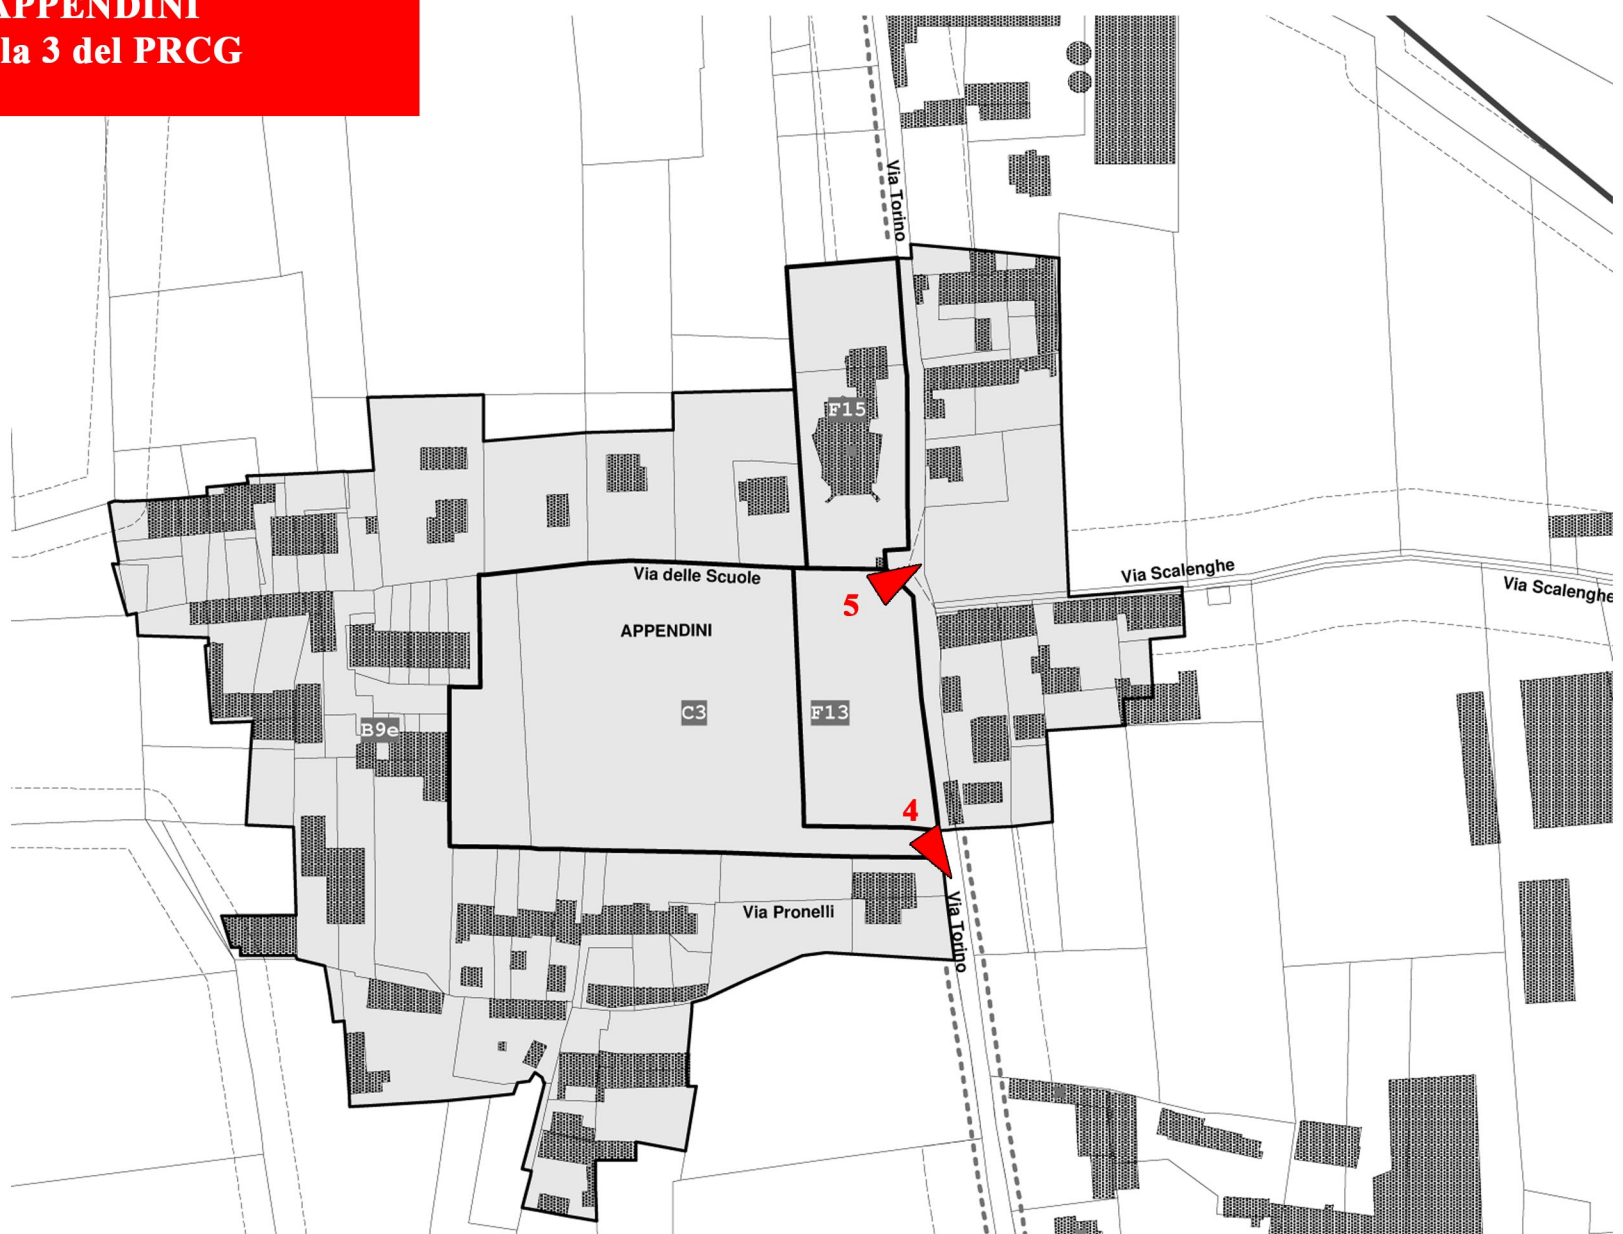 APPENDINI
la 3 del PRCG
Via Torino
F15
Via Scalenghe
Via Scalenghe
Via delle Scuole
5
APPENDINI
C3
F13
B9e
4
Via Pronelli
Via Torino